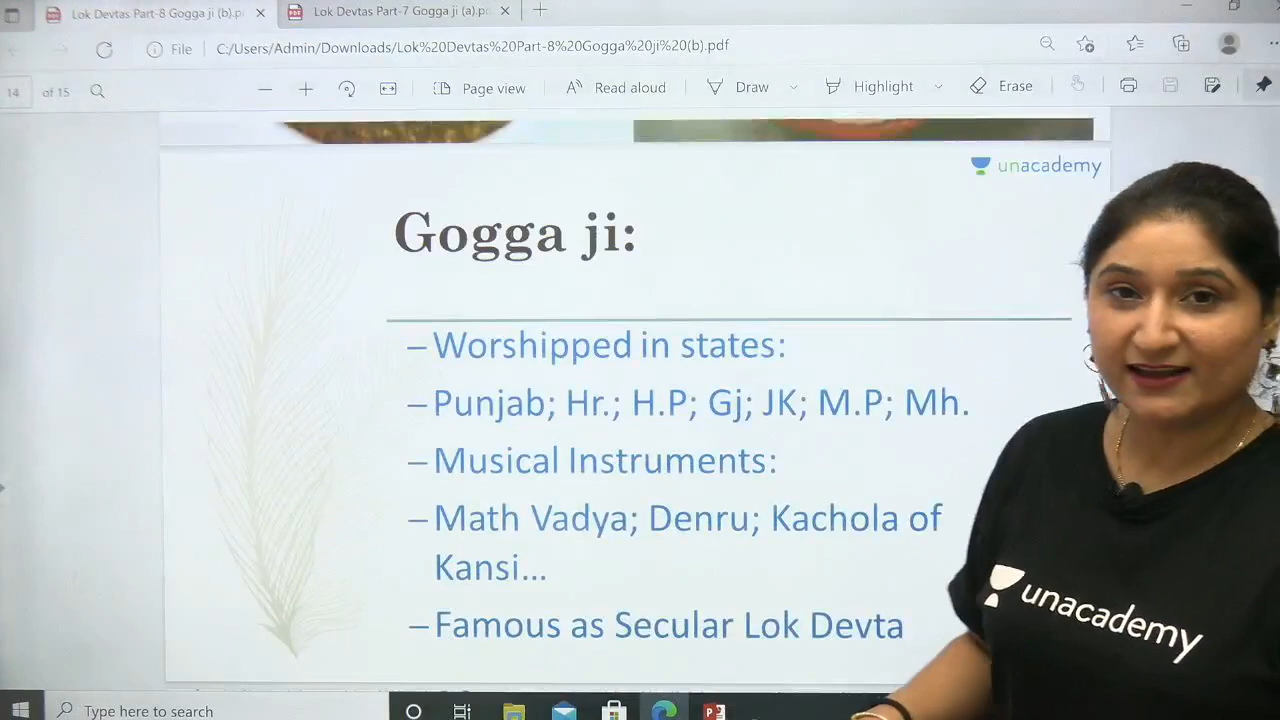 Lok Devtas Part-8 Gogga ji (b).pdf
Lok Devtas Part-7 Gogga ji (a).pdf
File
C:/Users/Admin/Downloads/Lok%20Devtas%20Part-8%20Gogga%20ji%20(b).pdf
14 of 15
Page view
Read aloud
Draw
Highlight
Erase
unacademy
Gogga ji:
– Worshipped in states:
– Punjab; Hr.; H.P; Gj; JK; M.P; Mh.
– Musical Instruments:
– Math Vadya; Denru; Kachola of
Kansi...
– Famous as Secular Lok Devta
unacademy
Type here to search